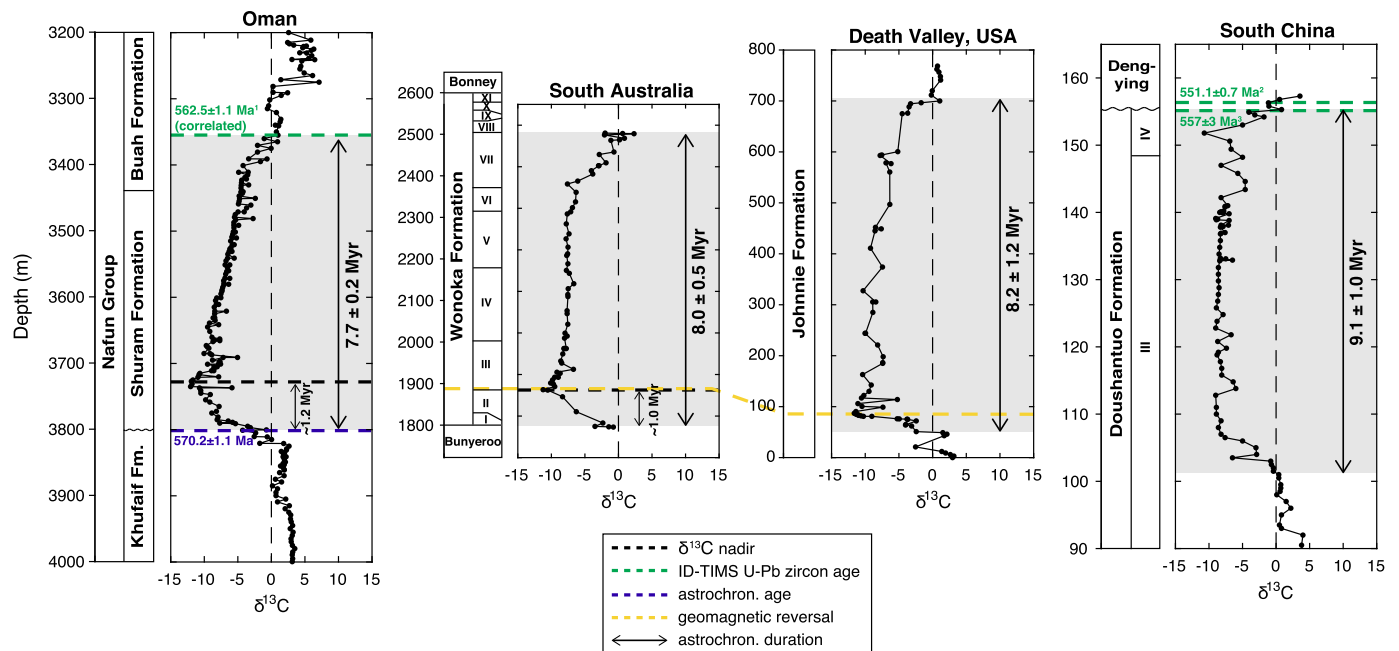 Oman
Depth (m)
Nafun Group
Buah Formation
Shuram Formation
Khufaif Fm.
3200
3300
3400
3500
3600
3700
3800
3900
4000
562.5±1.1 Ma¹
(correlated)
570.2±1.1 Ma
7.7 ± 0.2 Myr
~1.2 Myr
-15 -10 -5 0 5 10 15
δ¹³C
South Australia
Wonoka Formation
Bonney
XI
X
IX
VIII
VII
VI
V
IV
III
II
I
Bunyeroo
2600
2500
2400
2300
2200
2100
2000
1900
1800
8.0 ± 0.5 Myr
~1.0 Myr
-15 -10 -5 0 5 10 15
δ¹³C
Death Valley, USA
Johnnie Formation
800
700
600
500
400
300
200
100
0
8.2 ± 1.2 Myr
-15 -10 -5 0 5 10 15
δ¹³C
South China
Deng-
ying
Doushantuo Formation
IV
III
160
150
140
130
120
110
100
90
551.1±0.7 Ma²
557±3 Ma³
9.1 ± 1.0 Myr
-15 -10 -5 0 5 10 15
δ¹³C
δ¹³C nadir
ID-TIMS U-Pb zircon age
astrochron. age
geomagnetic reversal
astrochron. duration